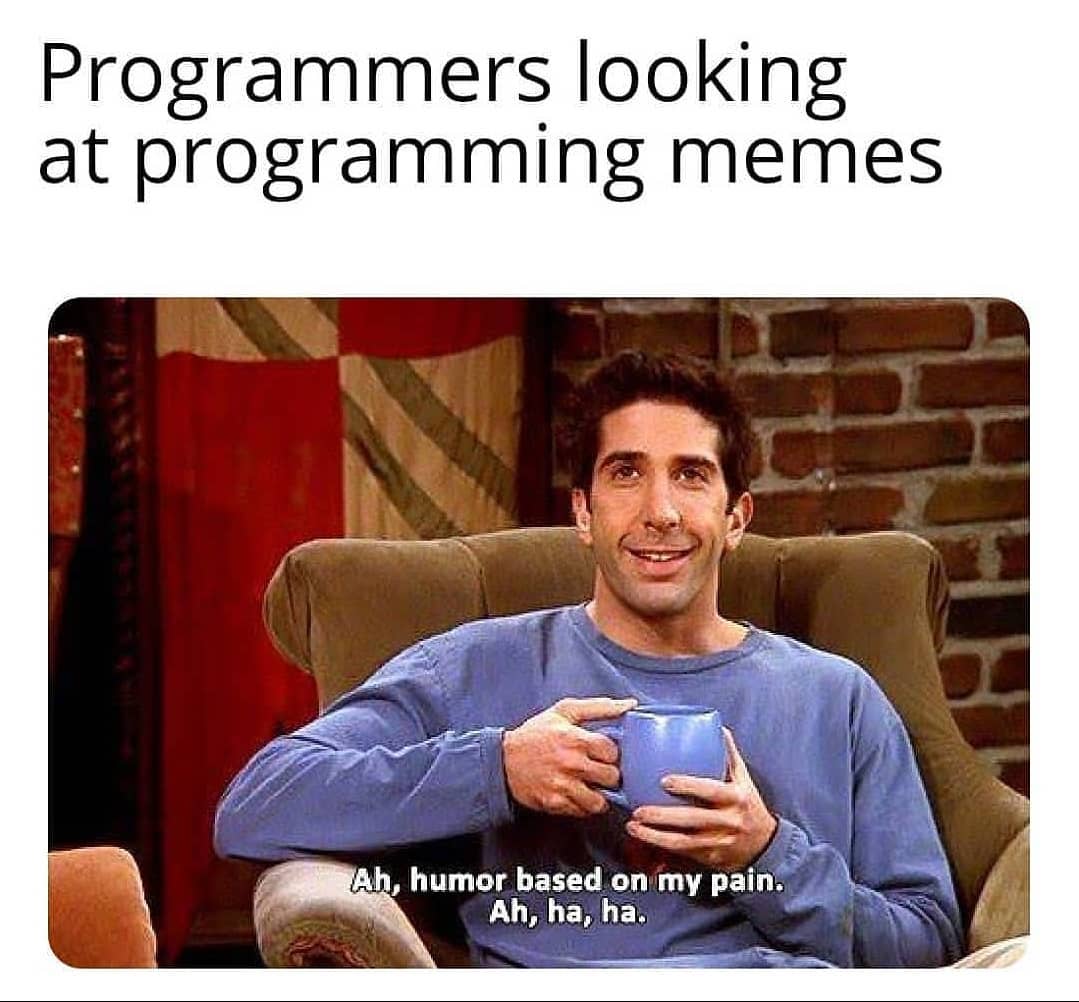 Programmers looking
at programming memes
Ah, humor based on my pain.
Ah, ha, ha.